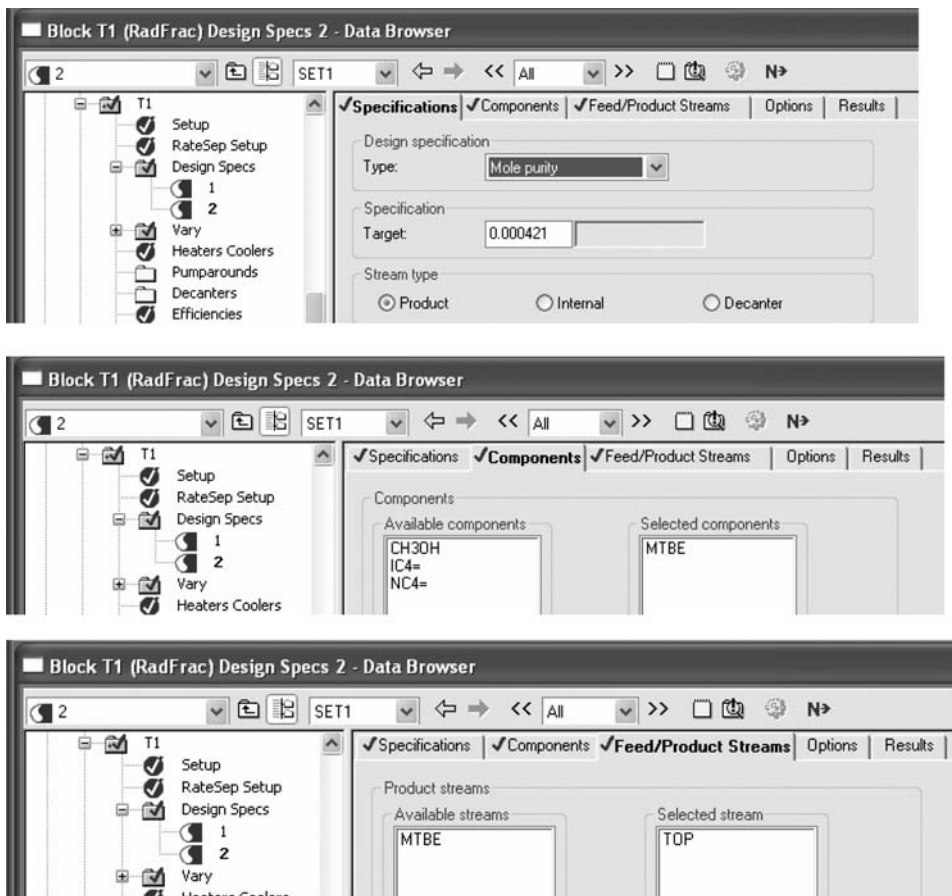 Block T1 (RadFrac) Design Specs 2 - Data Browser
2 SET1 << All >> N
T1
Setup
RateSep Setup
Design Specs
1
2
Vary
Heaters Coolers
Pumparounds
Decanters
Efficiencies
Specifications Components Feed/Product Streams Options Results
Design specification
Type: Mole purity
Specification
Target: 0.000421
Stream type
Product Internal Decanter
Block T1 (RadFrac) Design Specs 2 - Data Browser
2 SET1 << All >> N
T1
Setup
RateSep Setup
Design Specs
1
2
Vary
Heaters Coolers
Specifications Components Feed/Product Streams Options Results
Components
Available components Selected components
CH3OH MTBE
IC4=
NC4=
Block T1 (RadFrac) Design Specs 2 - Data Browser
2 SET1 << All >> N
T1
Setup
RateSep Setup
Design Specs
1
2
Vary
Specifications Components Feed/Product Streams Options Results
Product streams
Available streams Selected stream
MTBE TOP